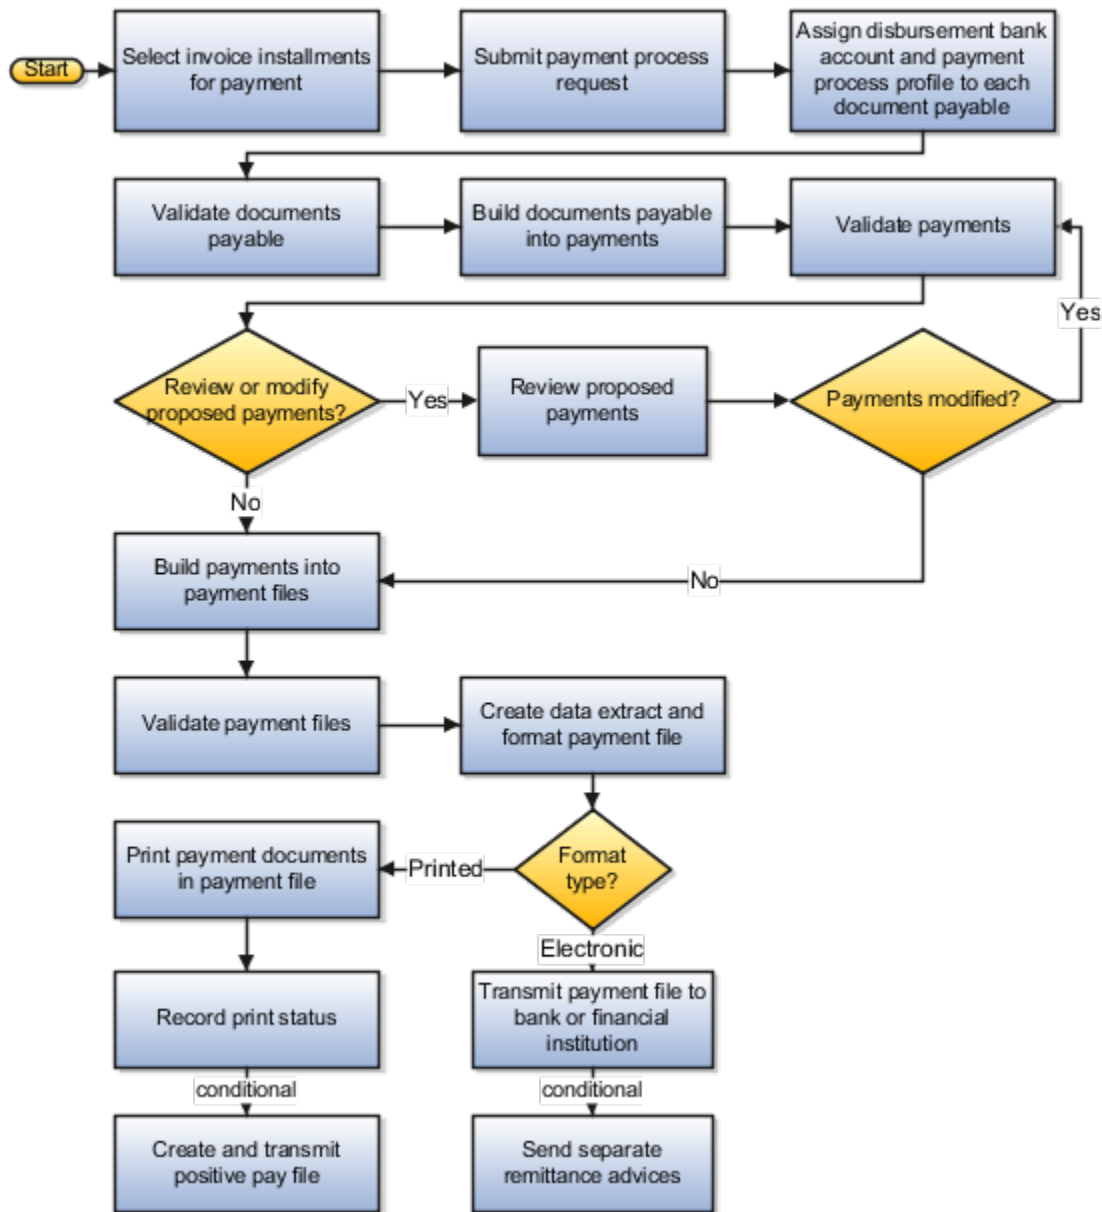 Start
Select invoice installments
for payment
Submit payment process
request
Assign disbursement bank
account and payment
process profile to each
document payable
Validate documents
payable
Build documents payable
into payments
Validate payments
Yes
Review or modify
proposed payments?
Yes
Review proposed
payments
Payments modified?
No
Build payments into
payment files
No
Validate payment files
Create data extract and
format payment file
Print payment documents
in payment file
Printed
Format
type?
Electronic
Record print status
Transmit payment file to
bank or financial
institution
conditional
conditional
Create and transmit
positive pay file
Send separate
remittance advices